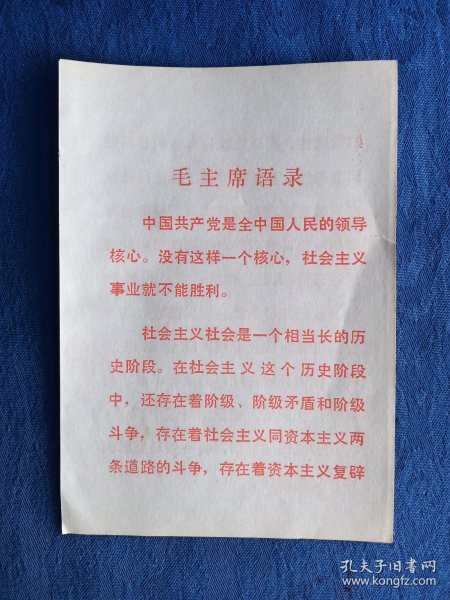 毛主席语录
中国共产党是全中国人民的领导
核心。没有这样一个核心，社会主义
事业就不能胜利。
社会主义社会是一个相当长的历
史阶段。在社会主义这个历史阶段
中，还存在着阶级、阶级矛盾和阶级
斗争，存在着社会主义同资本主义两
条道路的斗争，存在着资本主义复辟
孔夫子旧书网
www.kongfz.com